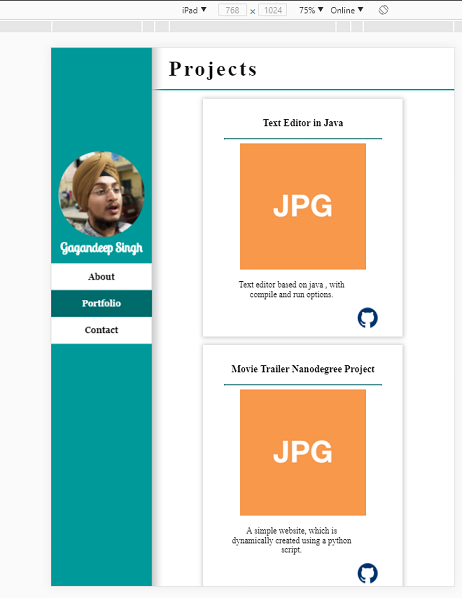 iPad ▼ 768 × 1024 75% ▼ Online ▼
Projects
Gagandeep Singh
About
Portfolio
Contact
Text Editor in Java
JPG
Text editor based on java , with
compile and run options.
Movie Trailer Nanodegree Project
JPG
A simple website, which is
dynamically created using a python
script.